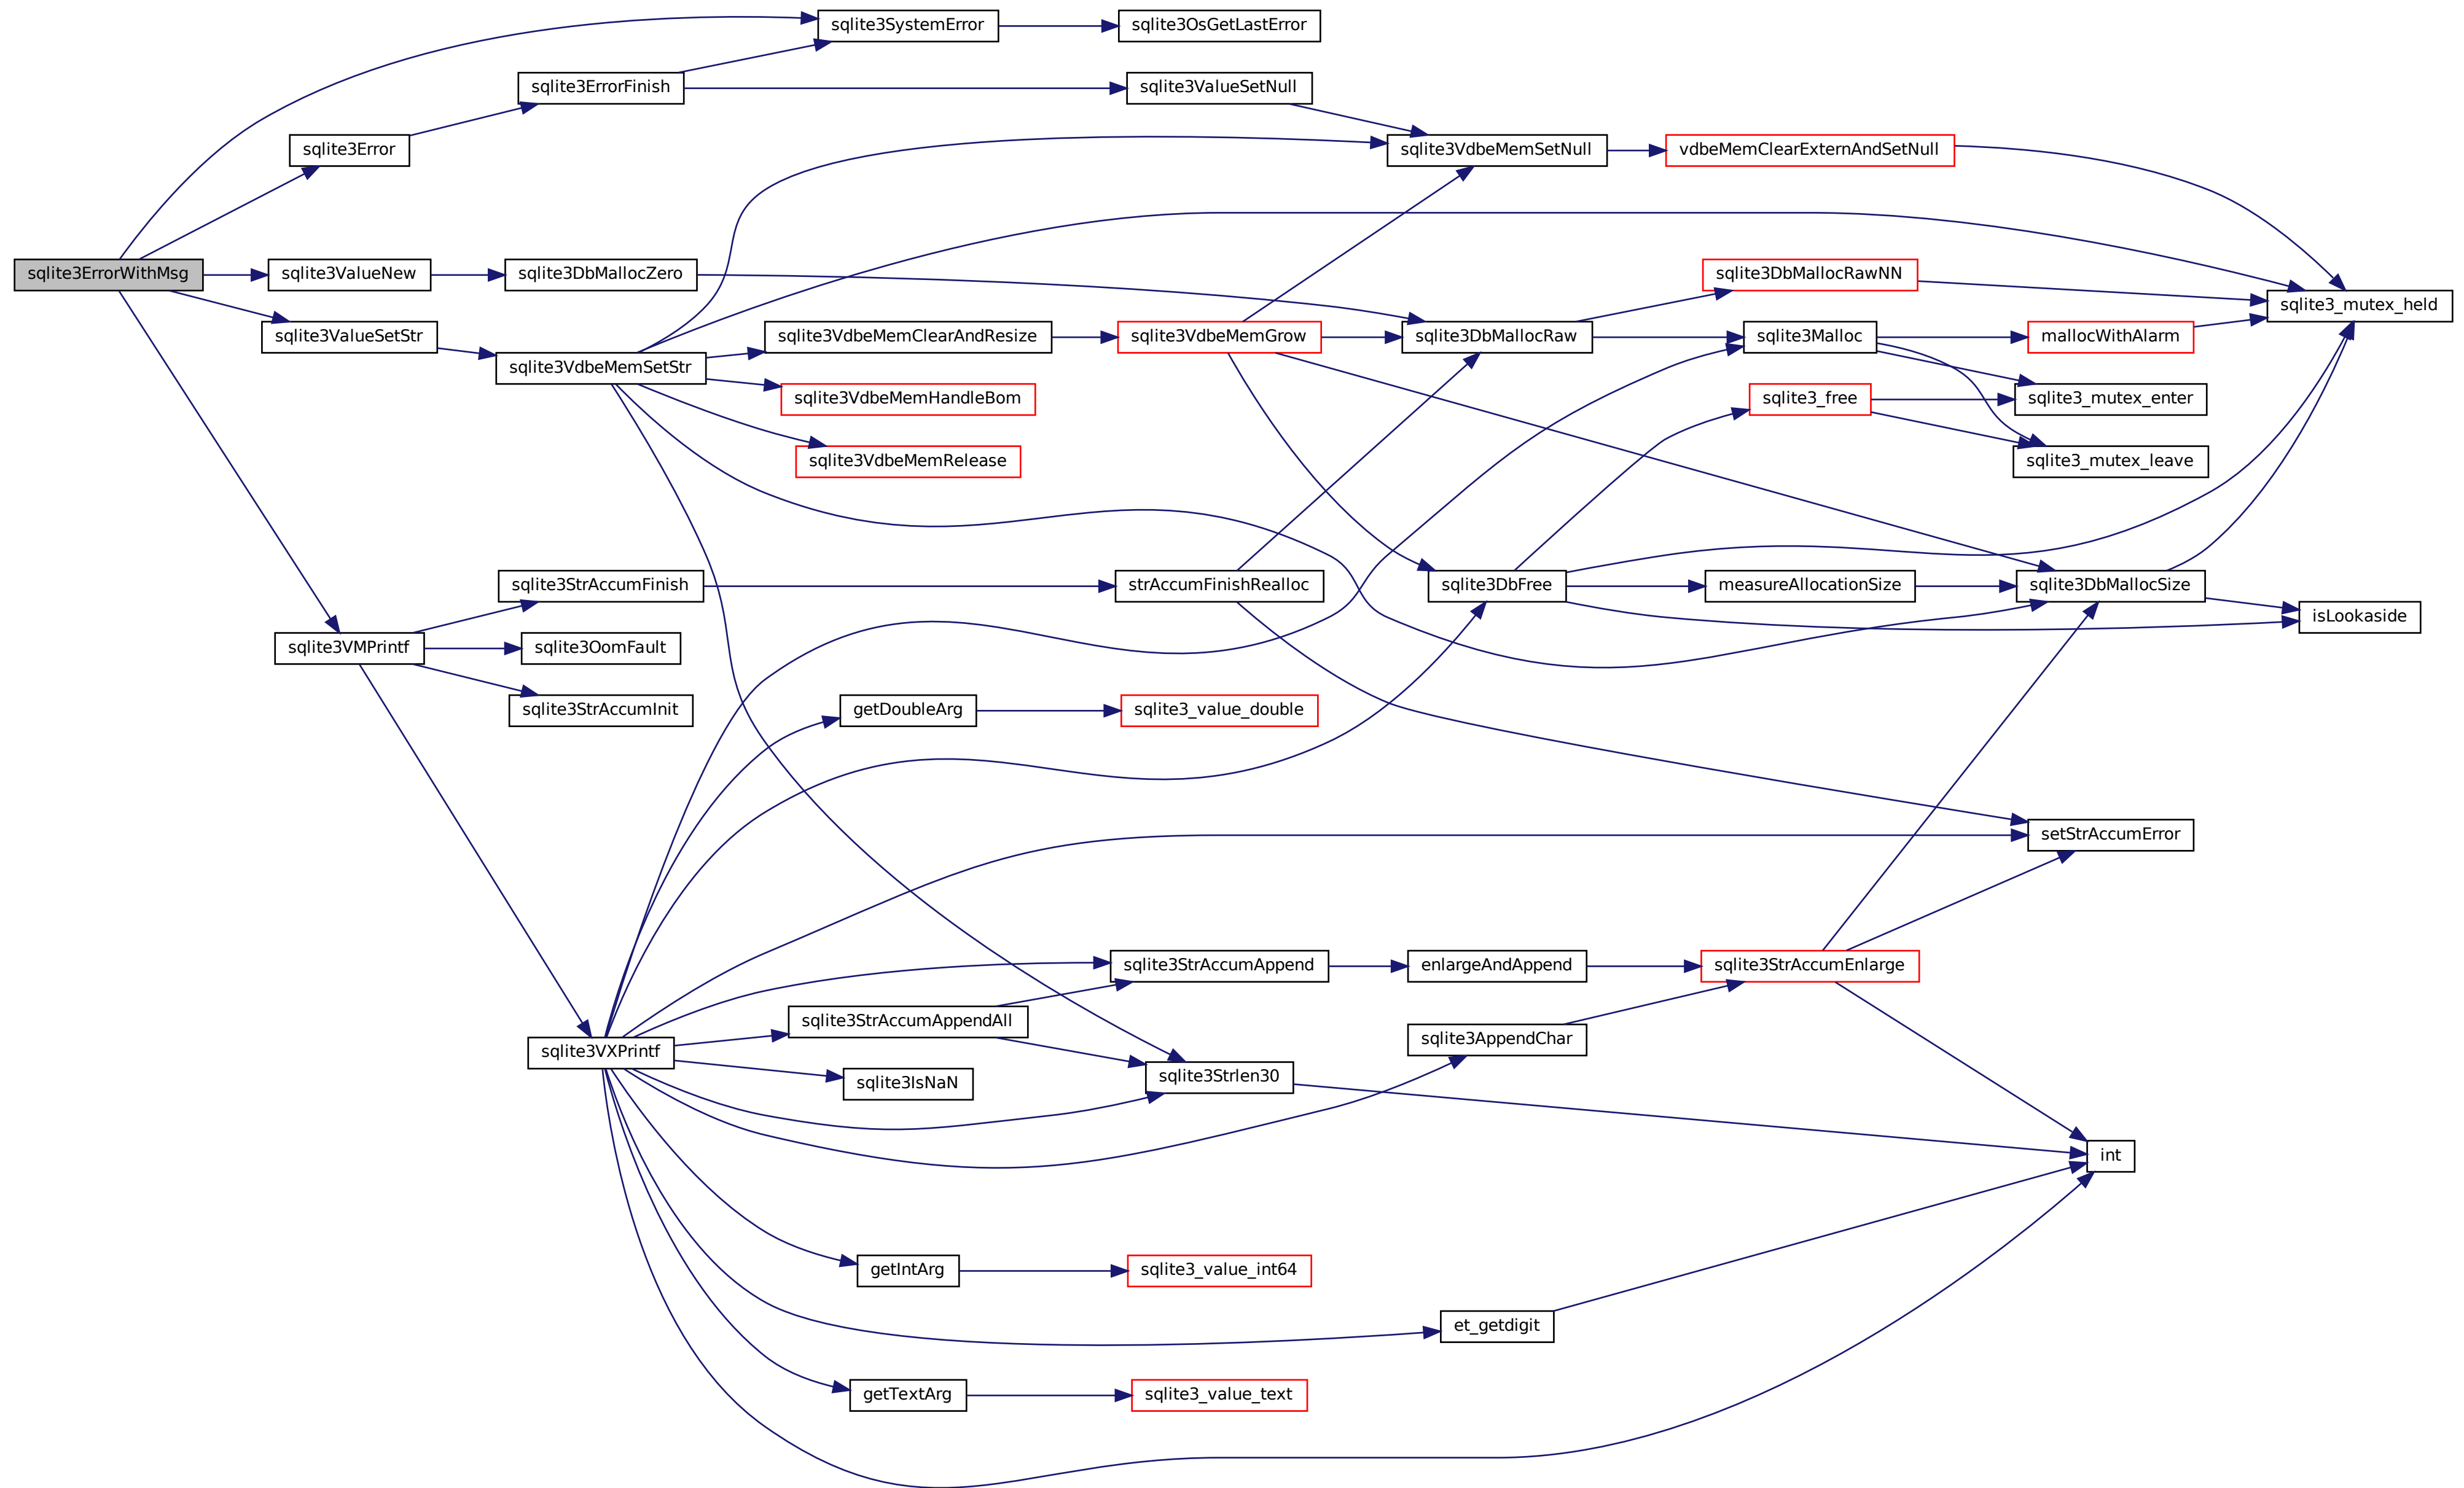 sqlite3SystemError
sqlite3OsGetLastError
sqlite3ErrorFinish
sqlite3ValueSetNull
sqlite3Error
sqlite3VdbeMemSetNull
vdbeMemClearExternAndSetNull
sqlite3ErrorWithMsg
sqlite3ValueNew
sqlite3DbMallocZero
sqlite3DbMallocRawNN
sqlite3_mutex_held
sqlite3ValueSetStr
sqlite3VdbeMemClearAndResize
sqlite3VdbeMemGrow
sqlite3DbMallocRaw
sqlite3Malloc
mallocWithAlarm
sqlite3VdbeMemSetStr
sqlite3VdbeMemHandleBom
sqlite3_free
sqlite3_mutex_enter
sqlite3VdbeMemRelease
sqlite3_mutex_leave
sqlite3StrAccumFinish
strAccumFinishRealloc
sqlite3DbFree
measureAllocationSize
sqlite3DbMallocSize
isLookaside
sqlite3VMPrintf
sqlite3OomFault
sqlite3StrAccumInit
getDoubleArg
sqlite3_value_double
setStrAccumError
sqlite3StrAccumAppend
enlargeAndAppend
sqlite3StrAccumEnlarge
sqlite3StrAccumAppendAll
sqlite3AppendChar
sqlite3VXPrintf
sqlite3IsNaN
sqlite3Strlen30
int
getIntArg
sqlite3_value_int64
et_getdigit
getTextArg
sqlite3_value_text